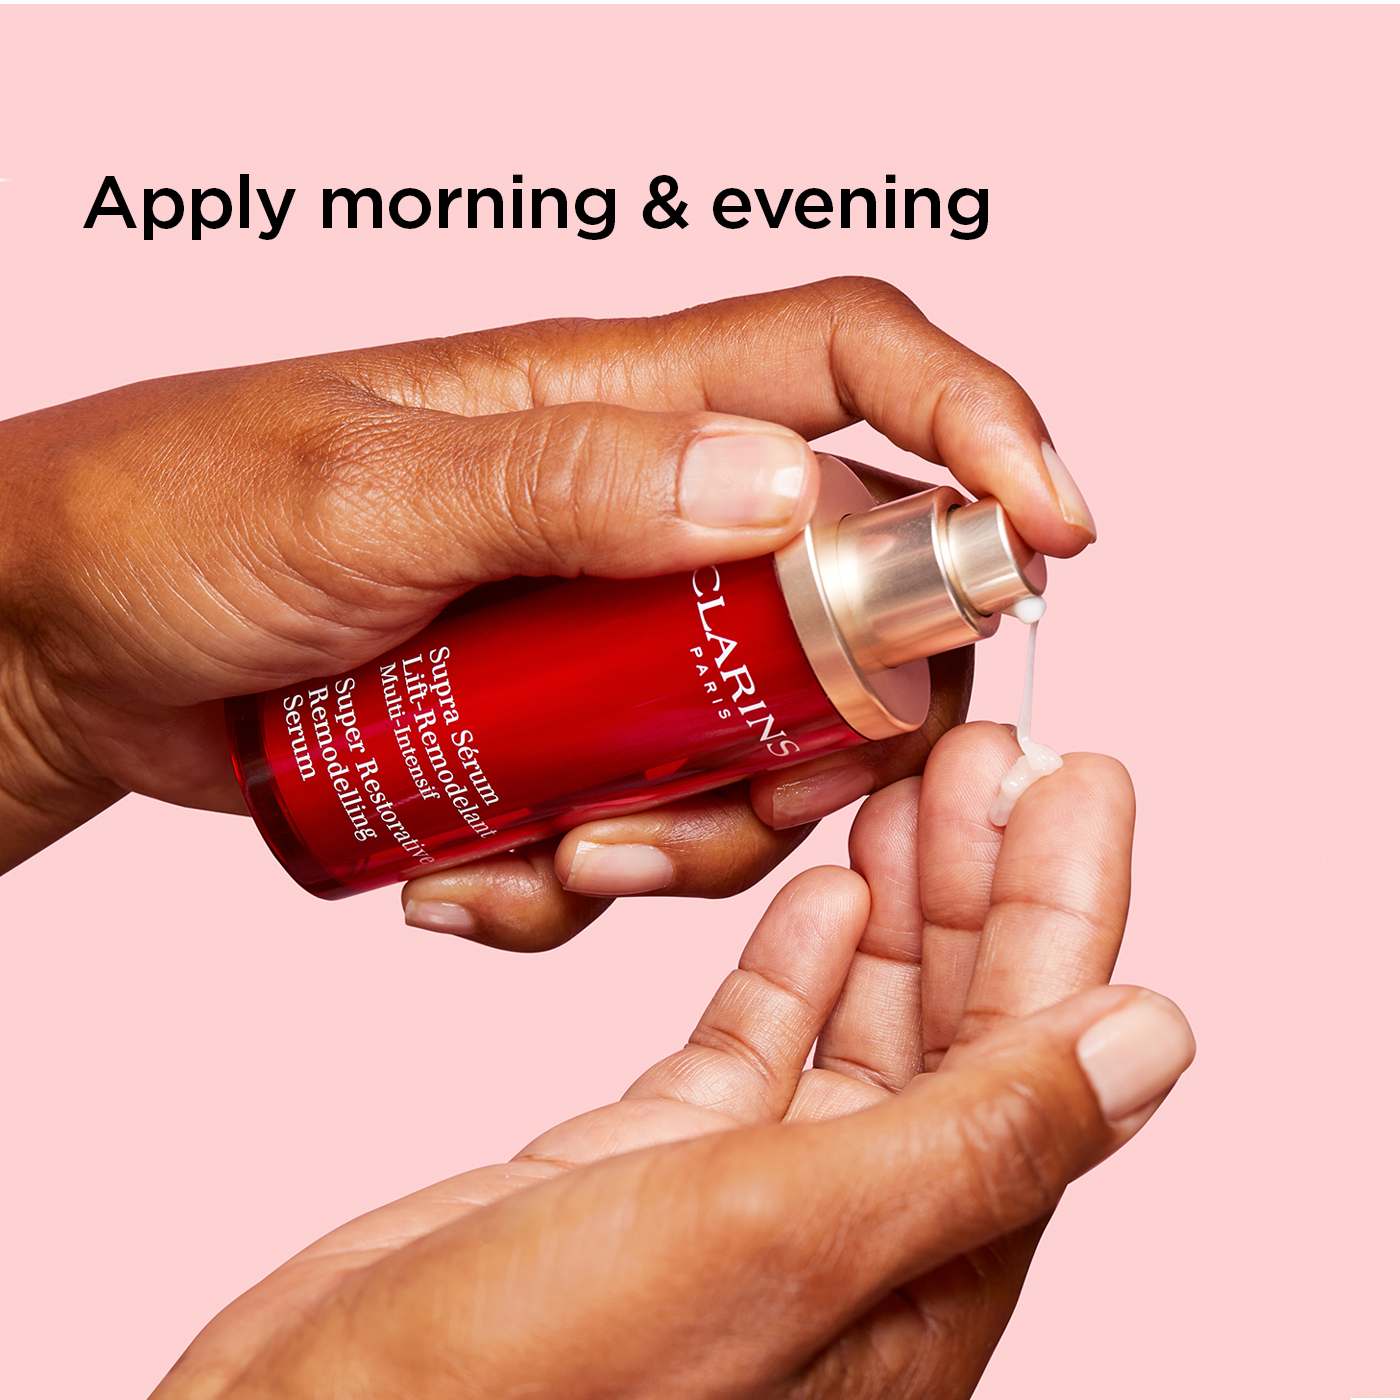 Apply morning & evening
CLARINS
PARIS
Supra Sérum
Lift-Remodelant
Multi-Intensif
Super Restorative
Remodelling
Serum